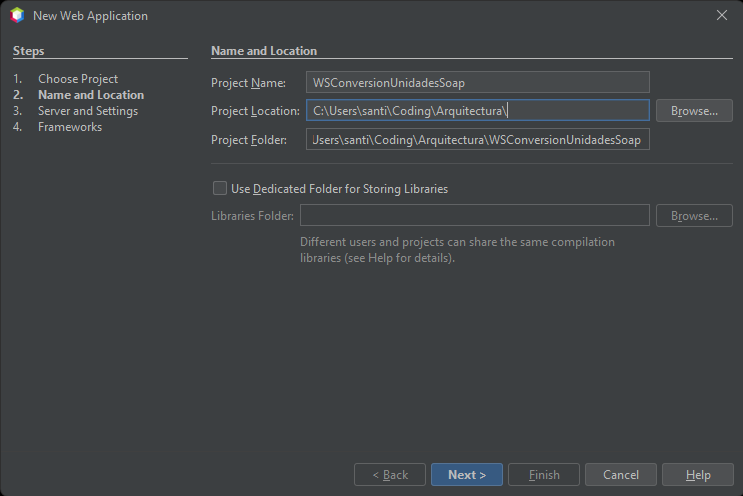 New Web Application
Steps
1. Choose Project
2. Name and Location
3. Server and Settings
4. Frameworks
Name and Location
Project Name: WSConversionUnidadesSoap
Project Location: C:\Users\santi\Coding\Arquitectura\ Browse...
Project Folder: Users\santi\Coding\Arquitectura\WSConversionUnidadesSoap
Use Dedicated Folder for Storing Libraries
Libraries Folder: Browse...
Different users and projects can share the same compilation
libraries (see Help for details).
< Back Next > Finish Cancel Help